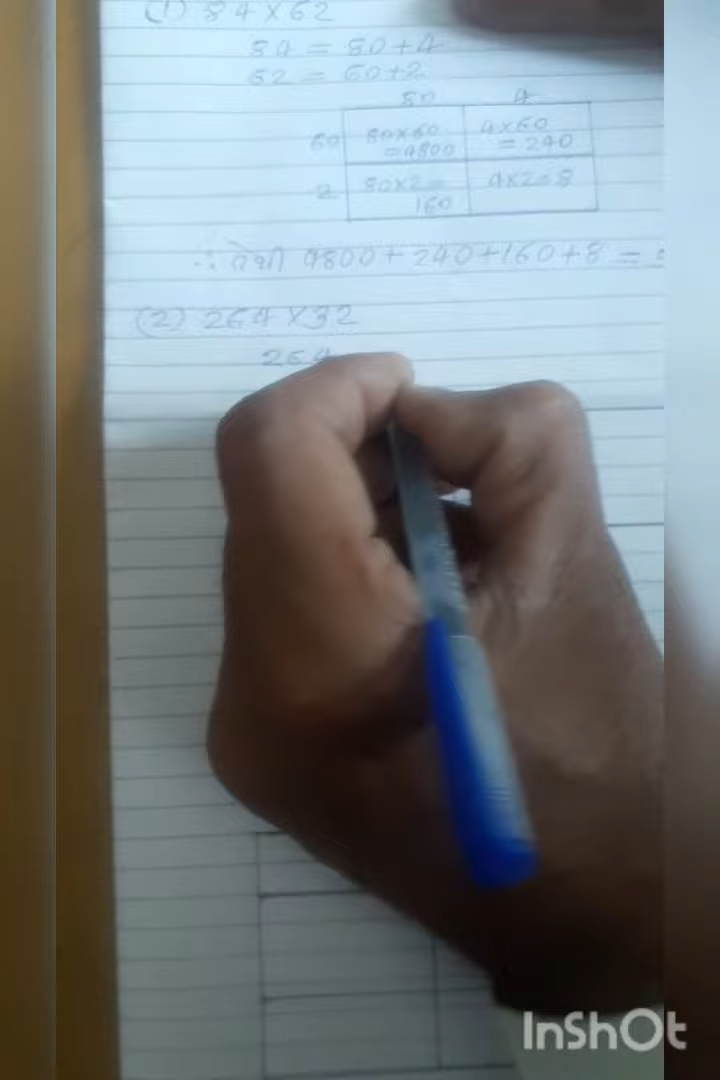 (1) 84 × 62
84 = 80+4
62 = 60+2
80 4
60 80×60 =4800 4×60 = 240
2 80×2= 160 4×2=8
∴ तेथी 4800+240+160+8 =
(2) 264 × 32
264
InShOt